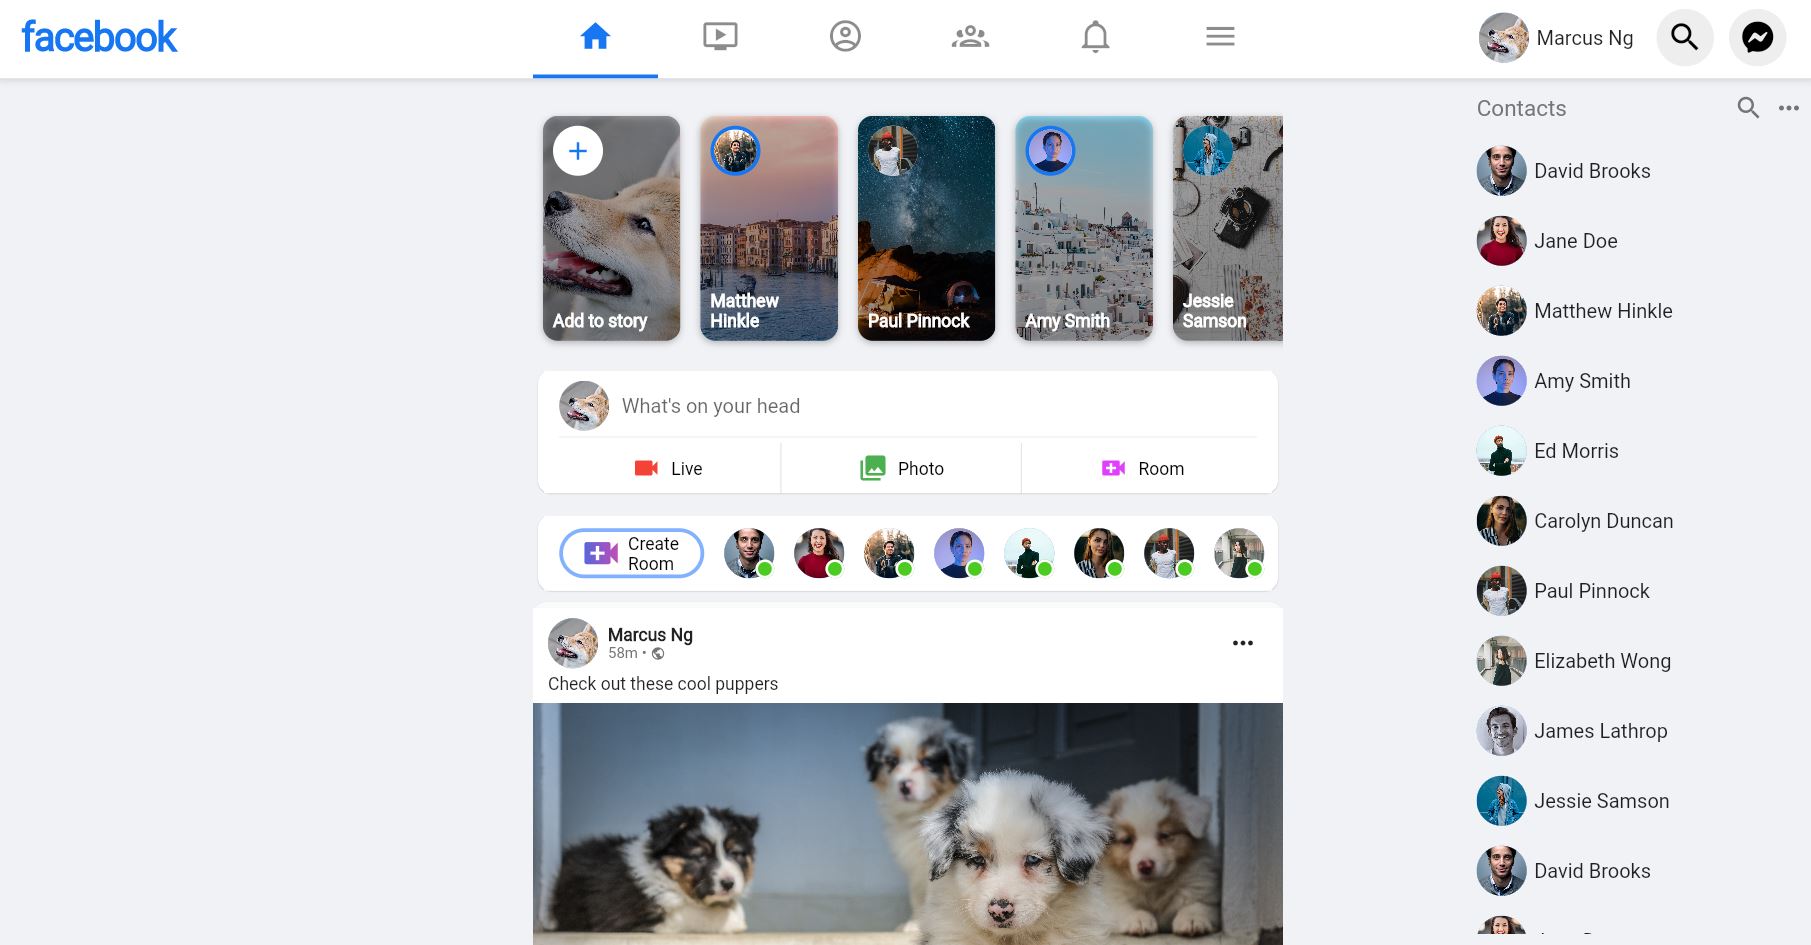 facebook
Marcus Ng
Contacts
Add to story
Matthew
Hinkle
Paul Pinnock
Amy Smith
Jessie
Samson
What's on your head
Live
Photo
Room
Create
Room
Marcus Ng
58m •
Check out these cool puppers
David Brooks
Jane Doe
Matthew Hinkle
Amy Smith
Ed Morris
Carolyn Duncan
Paul Pinnock
Elizabeth Wong
James Lathrop
Jessie Samson
David Brooks